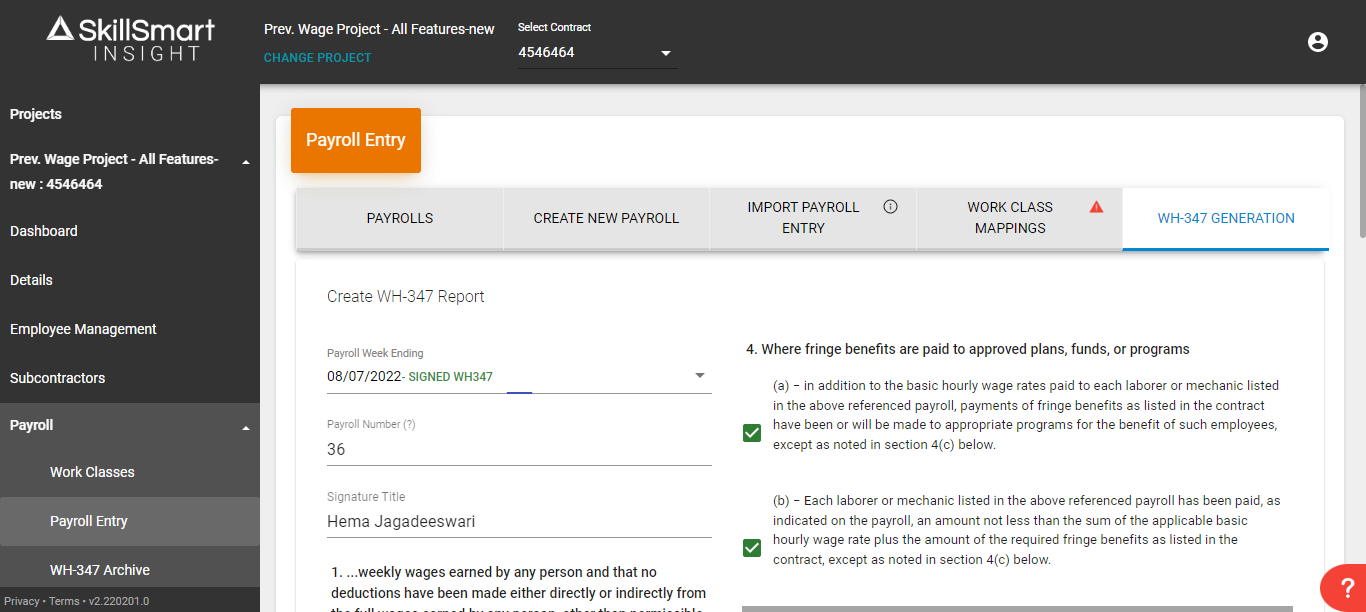 SkillSmart
INSIGHT
Prev. Wage Project - All Features-new
CHANGE PROJECT
Select Contract
4546464
Projects
Prev. Wage Project - All Features-
new : 4546464
Dashboard
Details
Employee Management
Subcontractors
Payroll
Work Classes
Payroll Entry
WH-347 Archive
Privacy • Terms • v2.220201.0
Payroll Entry
PAYROLLS
CREATE NEW PAYROLL
IMPORT PAYROLL
ENTRY
WORK CLASS
MAPPINGS
WH-347 GENERATION
Create WH-347 Report
Payroll Week Ending
08/07/2022- SIGNED WH347
Payroll Number (?)
36
Signature Title
Hema Jagadeeswari
1. ...weekly wages earned by any person and that no
deductions have been made either directly or indirectly from
the full wages earned by any person, other than permissible
4. Where fringe benefits are paid to approved plans, funds, or programs
(a) − in addition to the basic hourly wage rates paid to each laborer or mechanic listed
in the above referenced payroll, payments of fringe benefits as listed in the contract
have been or will be made to appropriate programs for the benefit of such employees,
except as noted in section 4(c) below.
(b) − Each laborer or mechanic listed in the above referenced payroll has been paid, as
indicated on the payroll, an amount not less than the sum of the applicable basic
hourly wage rate plus the amount of the required fringe benefits as listed in the
contract, except as noted in section 4(c) below.
?